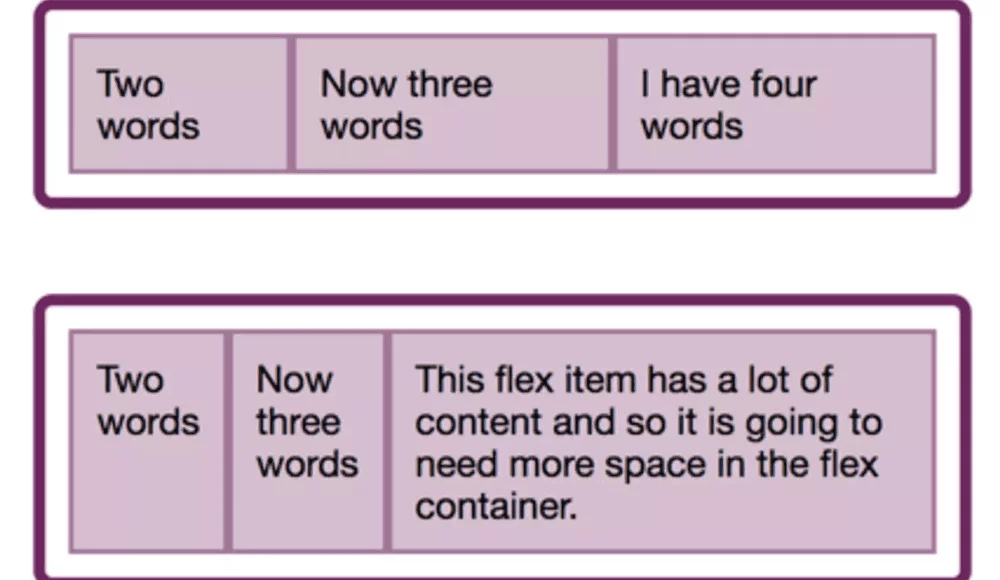 Two
words
Now three
words
I have four
words
Two
words
Now
three
words
This flex item has a lot of
content and so it is going to
need more space in the flex
container.